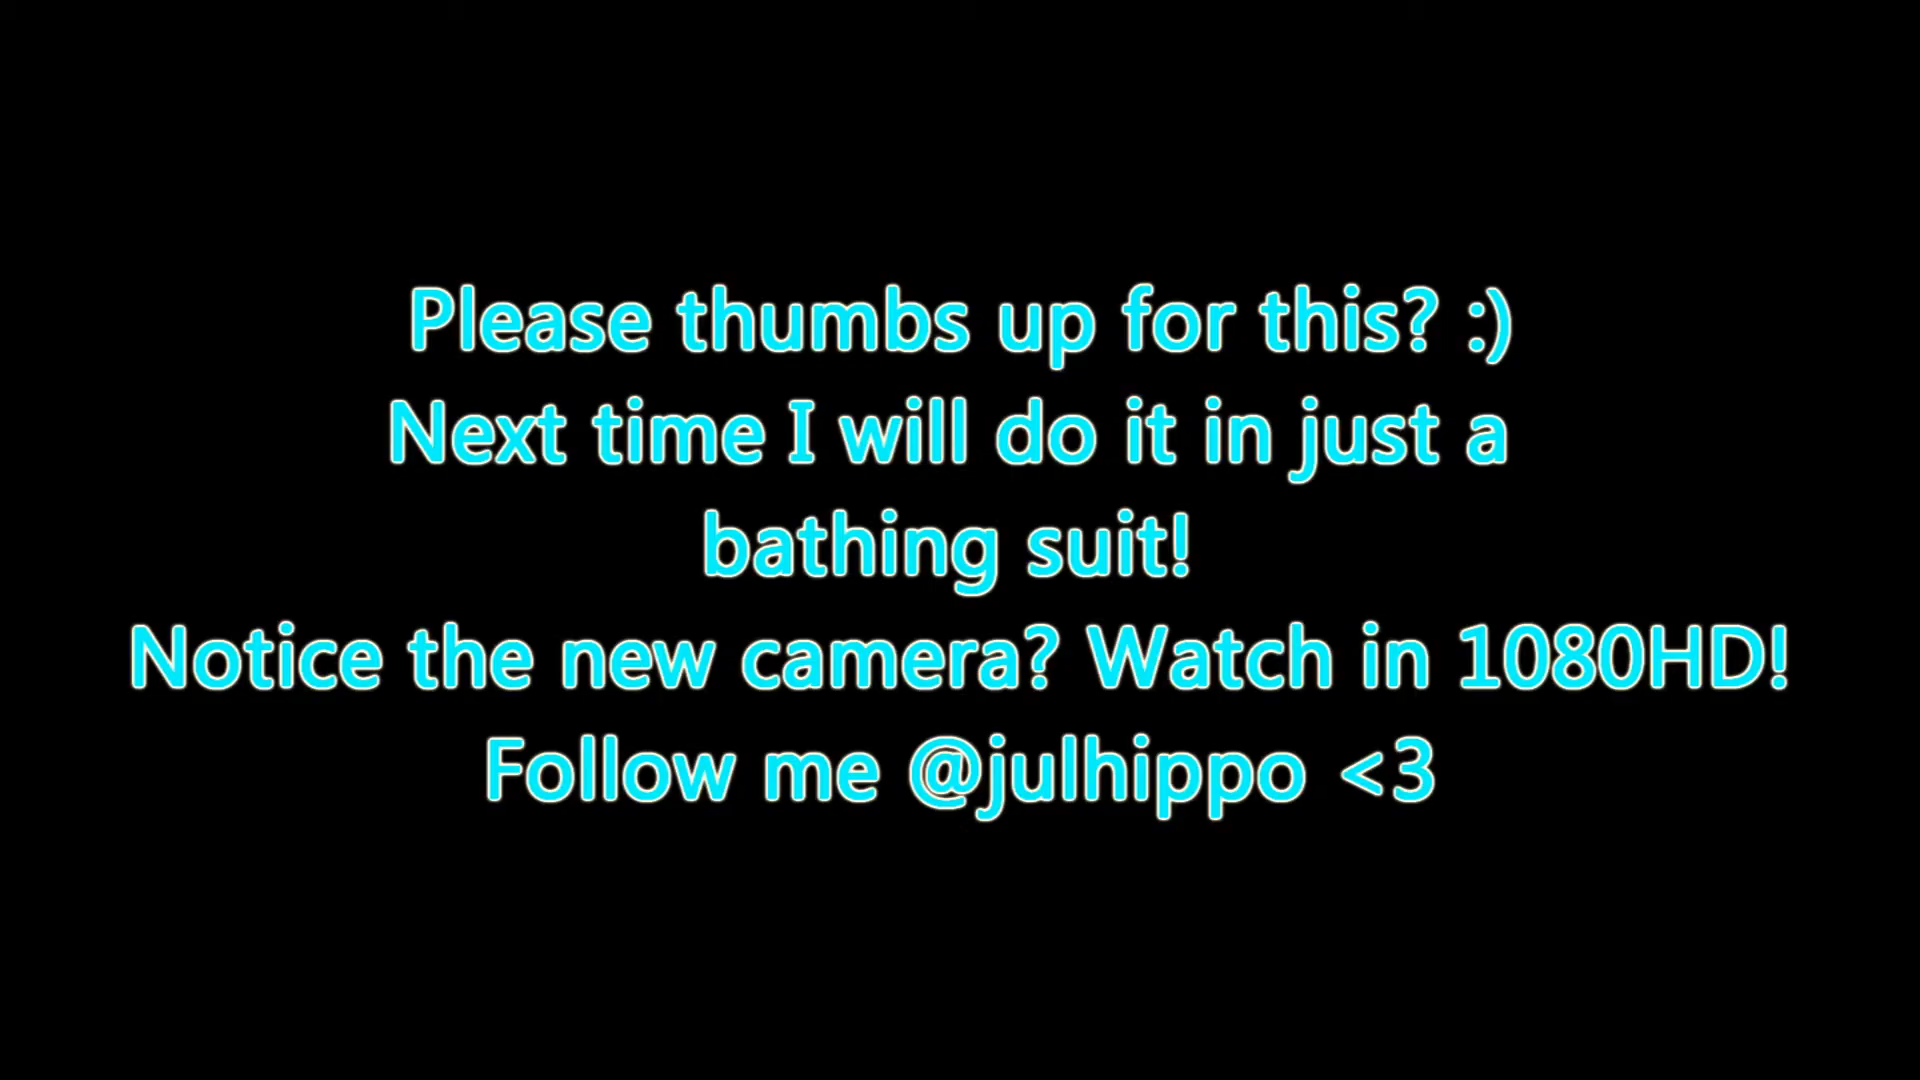 Please thumbs up for this? :)
Next time I will do it in just a
bathing suit!
Notice the new camera? Watch in 1080HD!
Follow me @julhippo <3